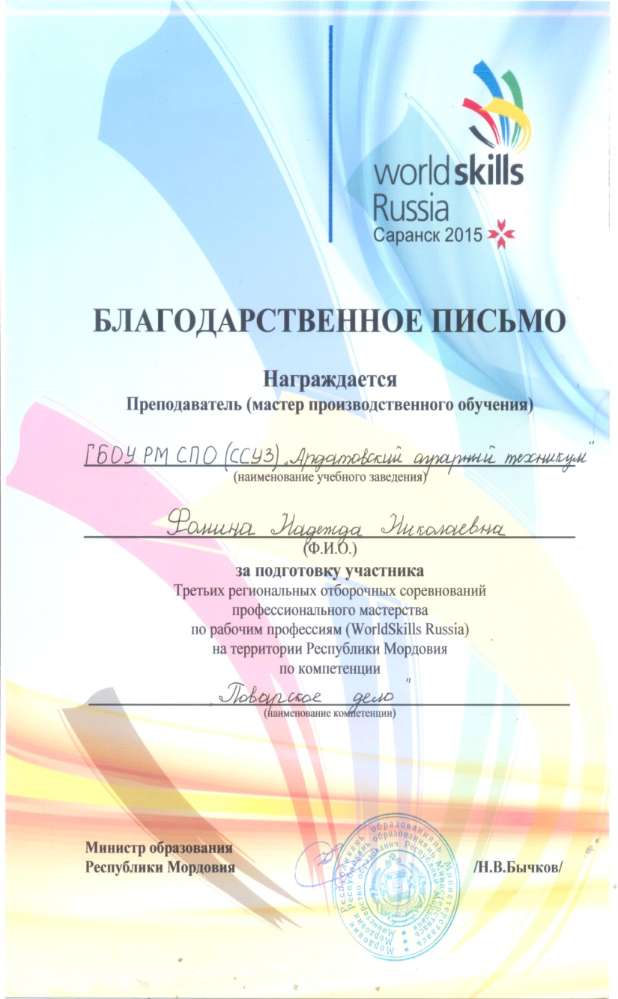 worldskills
Russia
Саранск 2015
БЛАГОДАРСТВЕННОЕ ПИСЬМО
Награждается
Преподаватель (мастер производственного обучения)
ГБОУ РМ СПО (ССУЗ) „Ардатовский аграрный техникум"
(наименование учебного заведения)
Фомина Надежда Николаевна
(Ф.И.О.)
за подготовку участника
Третьих региональных отборочных соревнований
профессионального мастерства
по рабочим профессиям (WorldSkills Russia)
на территории Республики Мордовия
по компетенции
„Поварское дело"
(наименование компетенции)
Министр образования
Республики Мордовия
/Н.В.Бычков/
Министерство образования Республики Мордовия